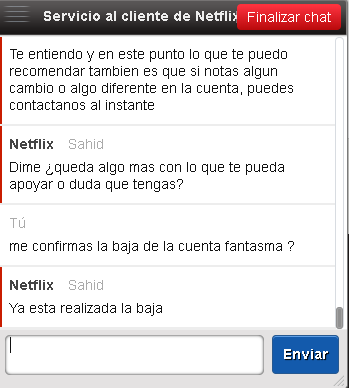 Servicio al cliente de Netflix
Finalizar chat
Te entiendo y en este punto lo que te puedo
recomendar tambien es que si notas algun
cambio o algo diferente en la cuenta, puedes
contactanos al instante
Netflix Sahid
Dime ¿queda algo mas con lo que te pueda
apoyar o duda que tengas?
Tú
me confirmas la baja de la cuenta fantasma ?
Netflix Sahid
Ya esta realizada la baja
Enviar